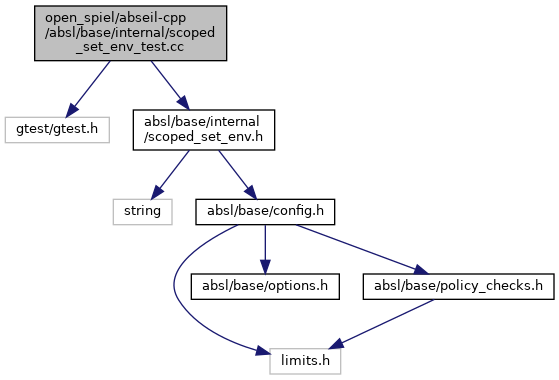 open_spiel/abseil-cpp
/absl/base/internal/scoped
_set_env_test.cc
gtest/gtest.h
absl/base/internal
/scoped_set_env.h
string
absl/base/config.h
absl/base/options.h
absl/base/policy_checks.h
limits.h